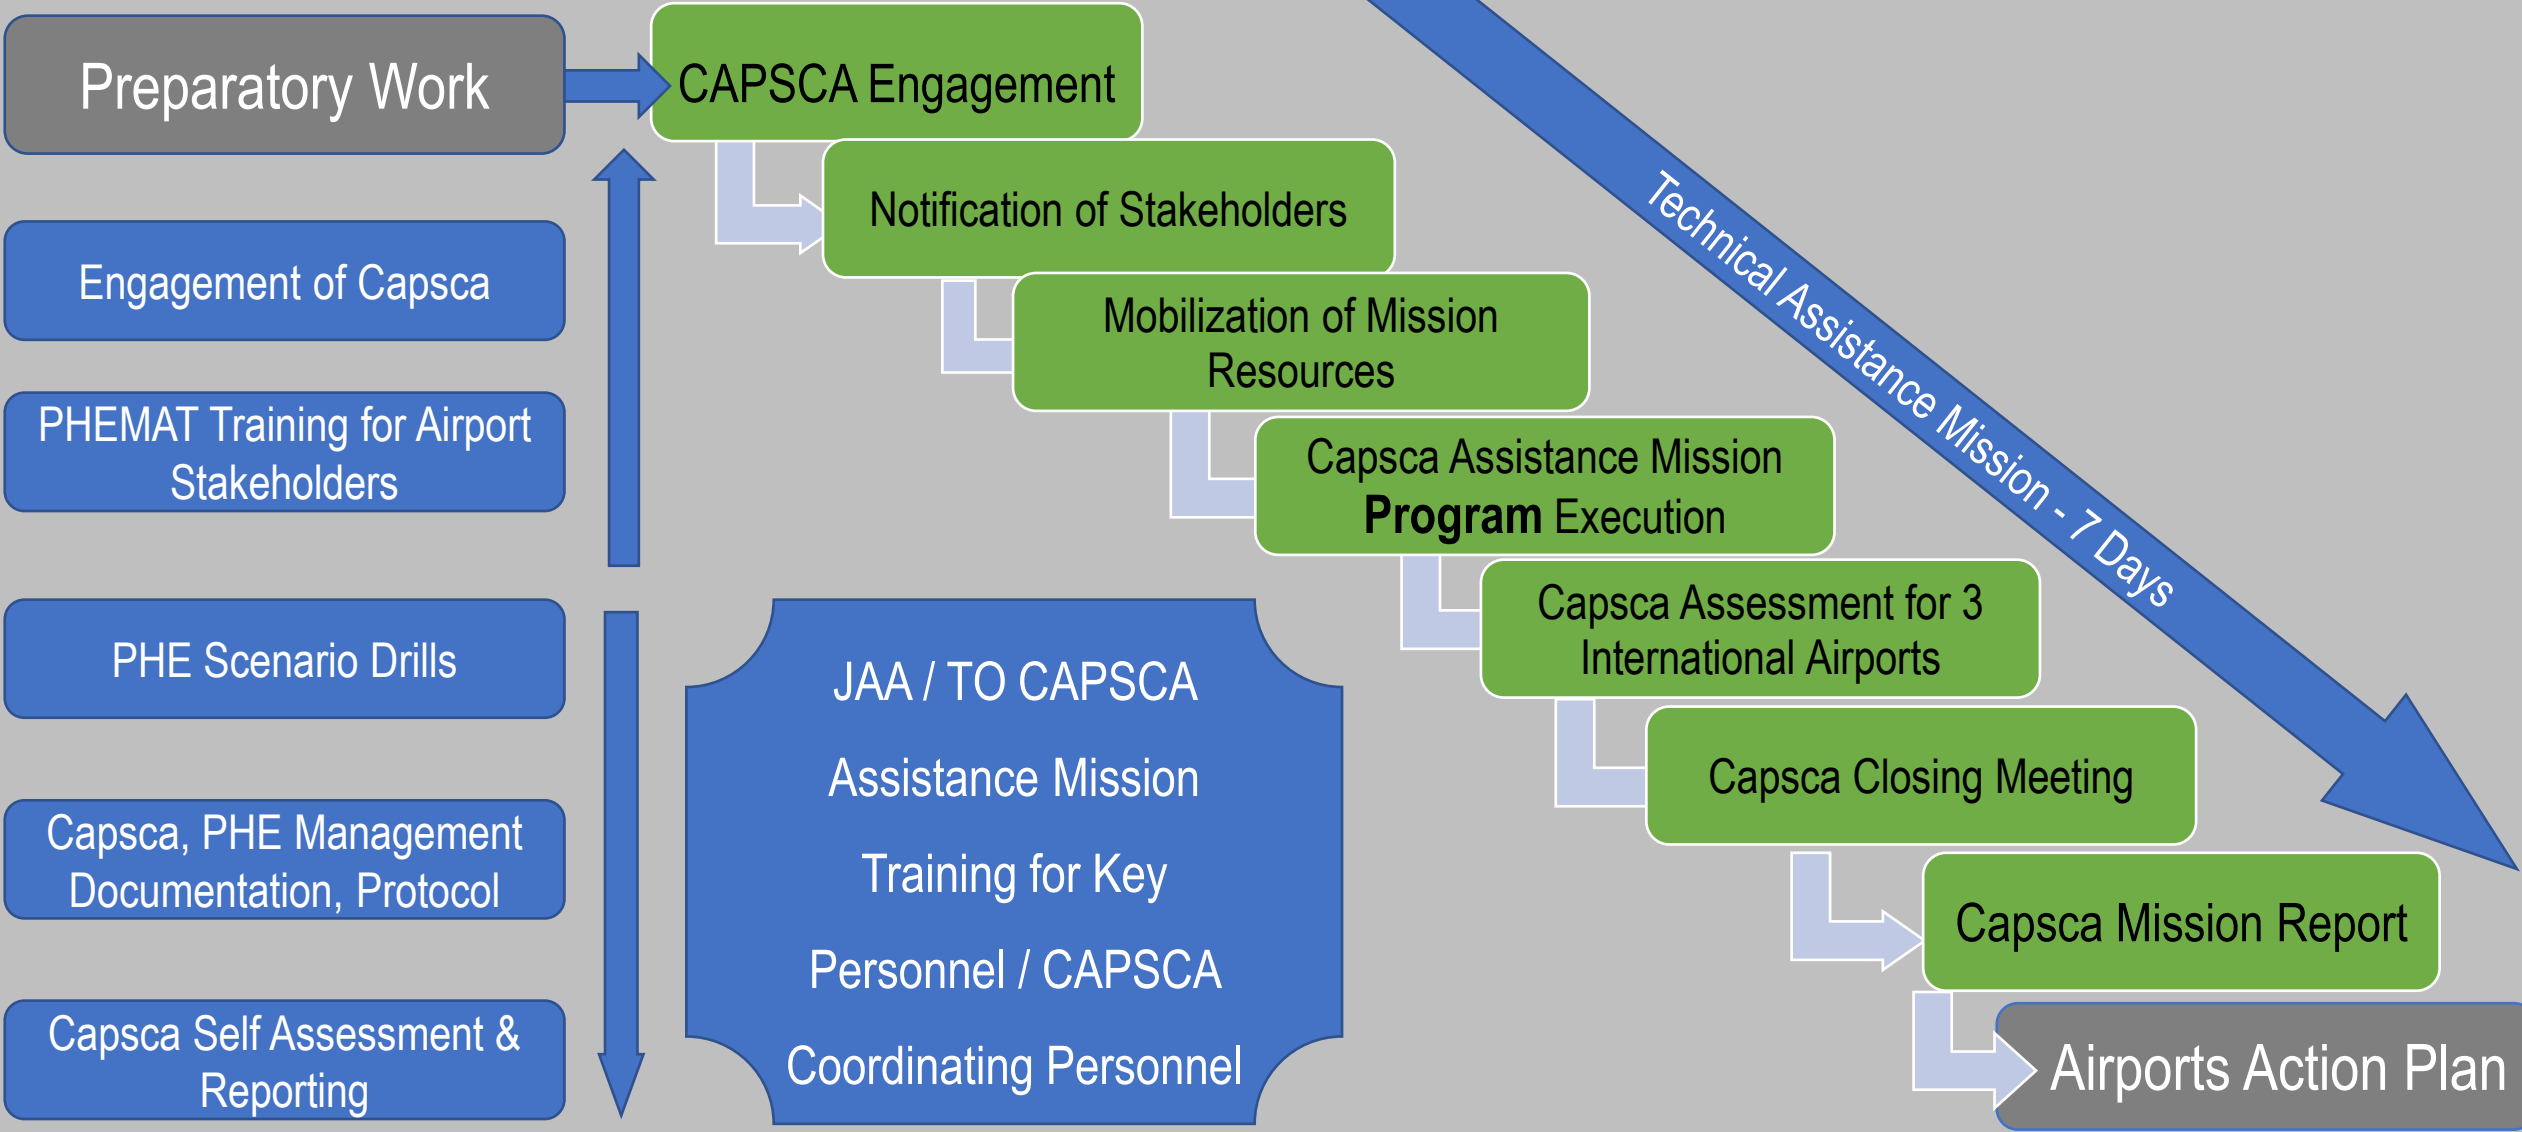 Preparatory Work
Engagement of Capsca
PHEMAT Training for Airport
Stakeholders
PHE Scenario Drills
Capsca, PHE Management
Documentation, Protocol
Capsca Self Assessment &
Reporting
CAPSCA Engagement
Notification of Stakeholders
Mobilization of Mission
Resources
Capsca Assistance Mission
Program Execution
Capsca Assessment for 3
International Airports
Capsca Closing Meeting
Capsca Mission Report
Airports Action Plan
JAA / TO CAPSCA
Assistance Mission
Training for Key
Personnel / CAPSCA
Coordinating Personnel
Technical Assistance Mission - 7 Days